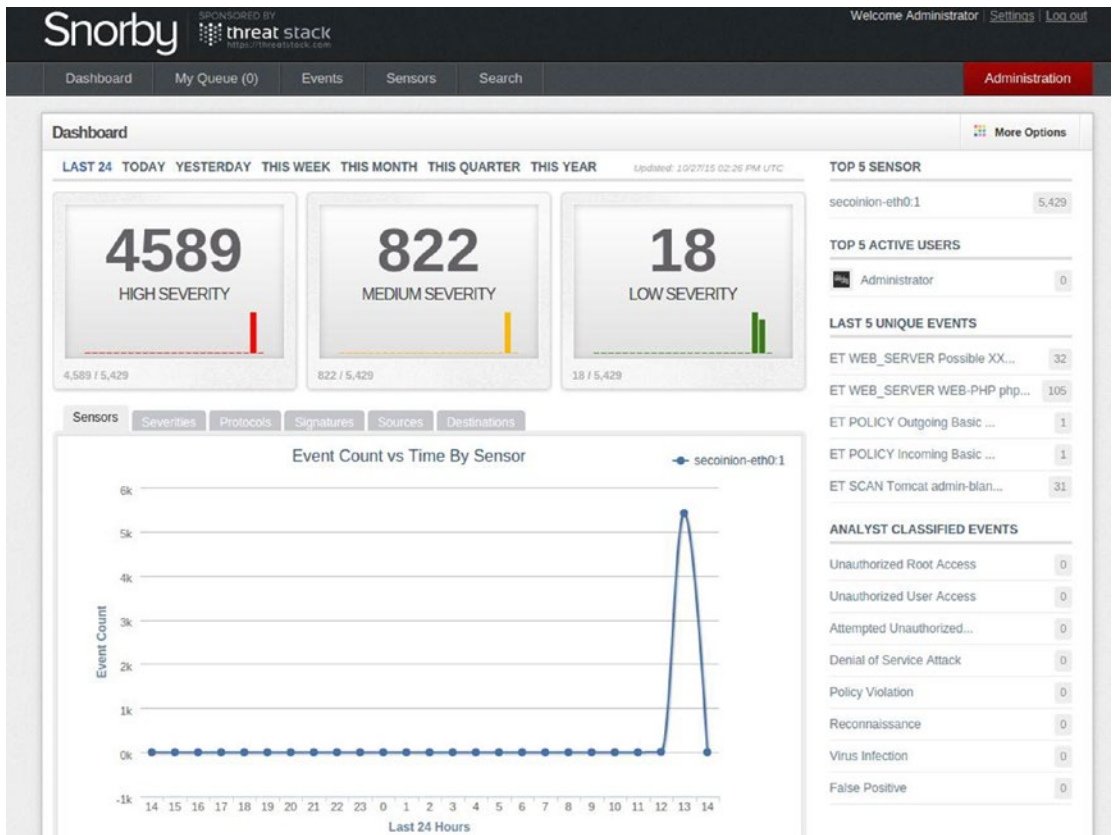 Snorby
SPONSORED BY
threat stack
https://threatstack.com
Welcome Administrator | Settings | Log out
Dashboard My Queue (0) Events Sensors Search Administration
Dashboard
More Options
LAST 24 TODAY YESTERDAY THIS WEEK THIS MONTH THIS QUARTER THIS YEAR
Updated: 10/27/15 02:26 PM UTC
4589
HIGH SEVERITY
4,589 / 5,429
822
MEDIUM SEVERITY
822 / 5,429
18
LOW SEVERITY
18 / 5,429
Sensors Severities Protocols Signatures Sources Destinations
Event Count vs Time By Sensor
secoinion-eth0:1
6k
5k
4k
3k
2k
1k
0k
-1k
Event Count
14 15 16 17 18 19 20 21 22 23 0 1 2 3 4 5 6 7 8 9 10 11 12 13 14
Last 24 Hours
TOP 5 SENSOR
secoinion-eth0:1 5,429
TOP 5 ACTIVE USERS
Administrator 0
LAST 5 UNIQUE EVENTS
ET WEB_SERVER Possible XX... 32
ET WEB_SERVER WEB-PHP php... 105
ET POLICY Outgoing Basic ... 1
ET POLICY Incoming Basic ... 1
ET SCAN Tomcat admin-blan... 31
ANALYST CLASSIFIED EVENTS
Unauthorized Root Access 0
Unauthorized User Access 0
Attempted Unauthorized... 0
Denial of Service Attack 0
Policy Violation 0
Reconnaissance 0
Virus Infection 0
False Positive 0